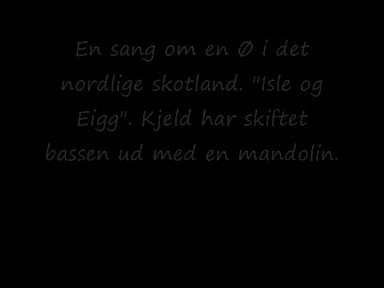 En sang om en Ø i det
nordlige skotland. "Isle og
Eigg". Kjeld har skiftet
bassen ud med en mandolin.